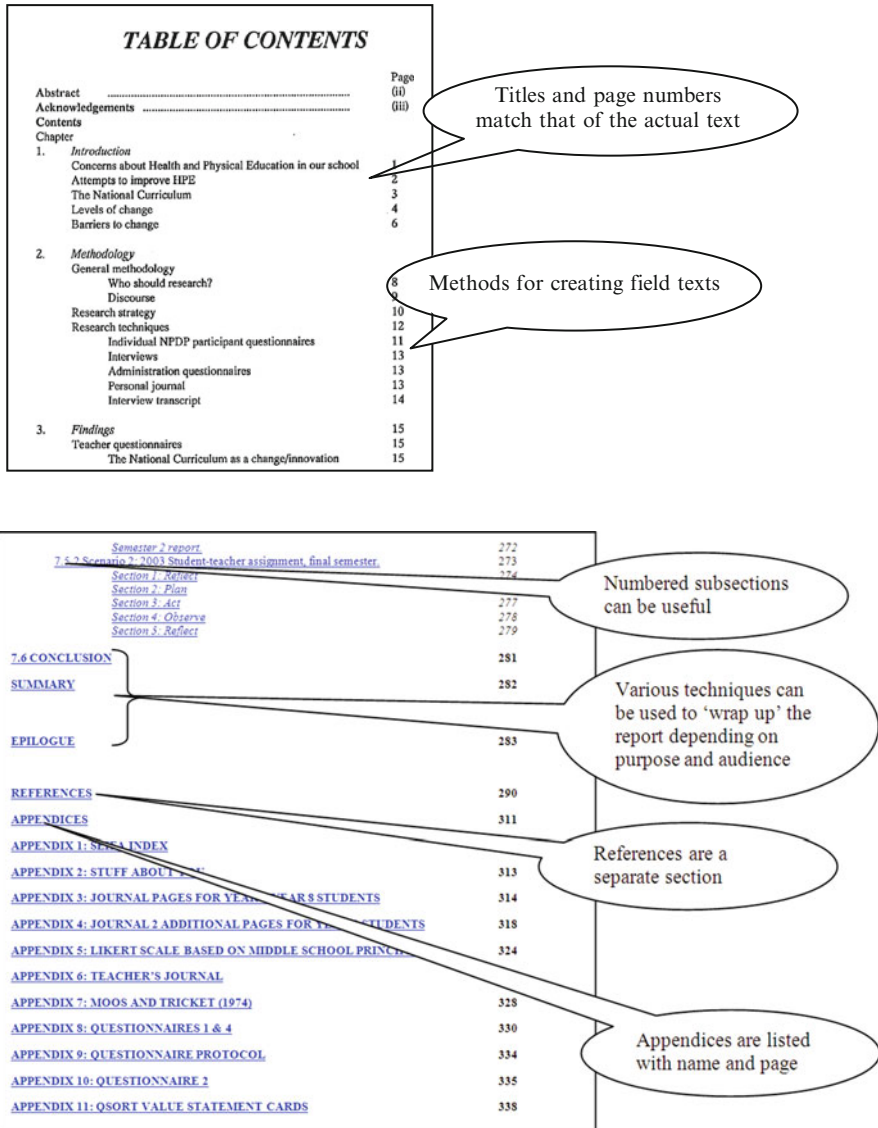 TABLE OF CONTENTS
Page
Abstract ........................................................ (ii)
Acknowledgements ................................................ (iii)
Contents
Chapter
1. Introduction
Concerns about Health and Physical Education in our school 1
Attempts to improve HPE 2
The National Curriculum 3
Levels of change 4
Barriers to change 6
2. Methodology
General methodology
Who should research? 8
Discourse 9
Research strategy 10
Research techniques 12
Individual NPDP participant questionnaires 11
Interviews 13
Administration questionnaires 13
Personal journal 13
Interview transcript 14
3. Findings 15
Teacher questionnaires 15
The National Curriculum as a change/innovation 15
Titles and page numbers
match that of the actual text
Methods for creating field texts
Semester 2 report. 272
7.5.2 Scenario 2: 2003 Student-teacher assignment, final semester. 273
Section 1: Reflect 274
Section 2: Plan
Section 3: Act 277
Section 4: Observe 278
Section 5: Reflect 279
7.6 CONCLUSION 281
SUMMARY 282
EPILOGUE 283
REFERENCES 290
APPENDICES 311
APPENDIX 1: INDEX
APPENDIX 2: STUFF ABOUT 313
APPENDIX 3: JOURNAL PAGES FOR YEAR 8 STUDENTS 314
APPENDIX 4: JOURNAL 2 ADDITIONAL PAGES FOR STUDENTS 318
APPENDIX 5: LIKERT SCALE BASED ON MIDDLE SCHOOL 324
APPENDIX 6: TEACHER'S JOURNAL
APPENDIX 7: MOOS AND TRICKET (1974) 328
APPENDIX 8: QUESTIONNAIRES 1 & 4 330
APPENDIX 9: QUESTIONNAIRE PROTOCOL 334
APPENDIX 10: QUESTIONNAIRE 2 335
APPENDIX 11: QSORT VALUE STATEMENT CARDS 338
Numbered subsections
can be useful
Various techniques can
be used to 'wrap up' the
report depending on
purpose and audience
References are a
separate section
Appendices are listed
with name and page